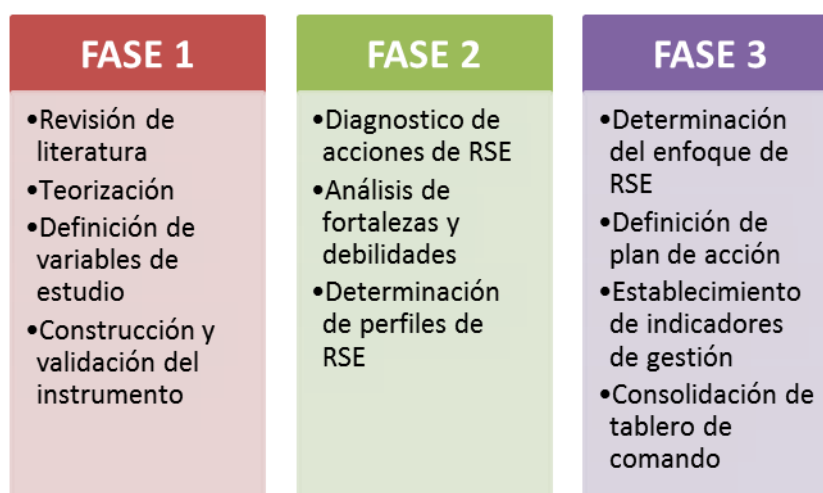 FASE 1
•Revisión de
literatura
•Teorización
•Definición de
variables de
estudio
•Construcción y
validación del
instrumento
FASE 2
•Diagnostico de
acciones de RSE
•Análisis de
fortalezas y
debilidades
•Determinación
de perfiles de
RSE
FASE 3
•Determinación
del enfoque de
RSE
•Definición de
plan de acción
•Establecimiento
de indicadores
de gestión
•Consolidación de
tablero de
comando